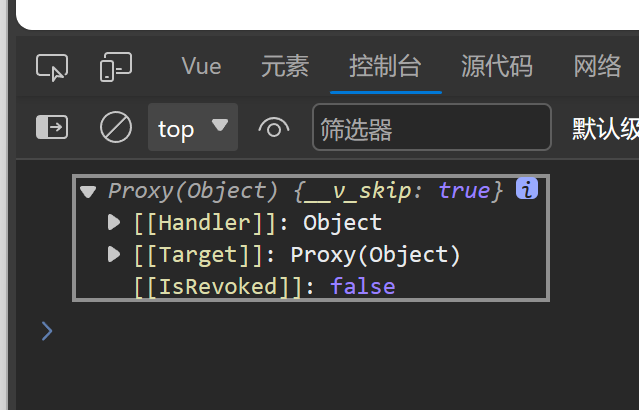 Vue 元素 控制台 源代码 网络
top 筛选器 默认级
Proxy(Object) {__v_skip: true} i
[[Handler]]: Object
[[Target]]: Proxy(Object)
[[IsRevoked]]: false